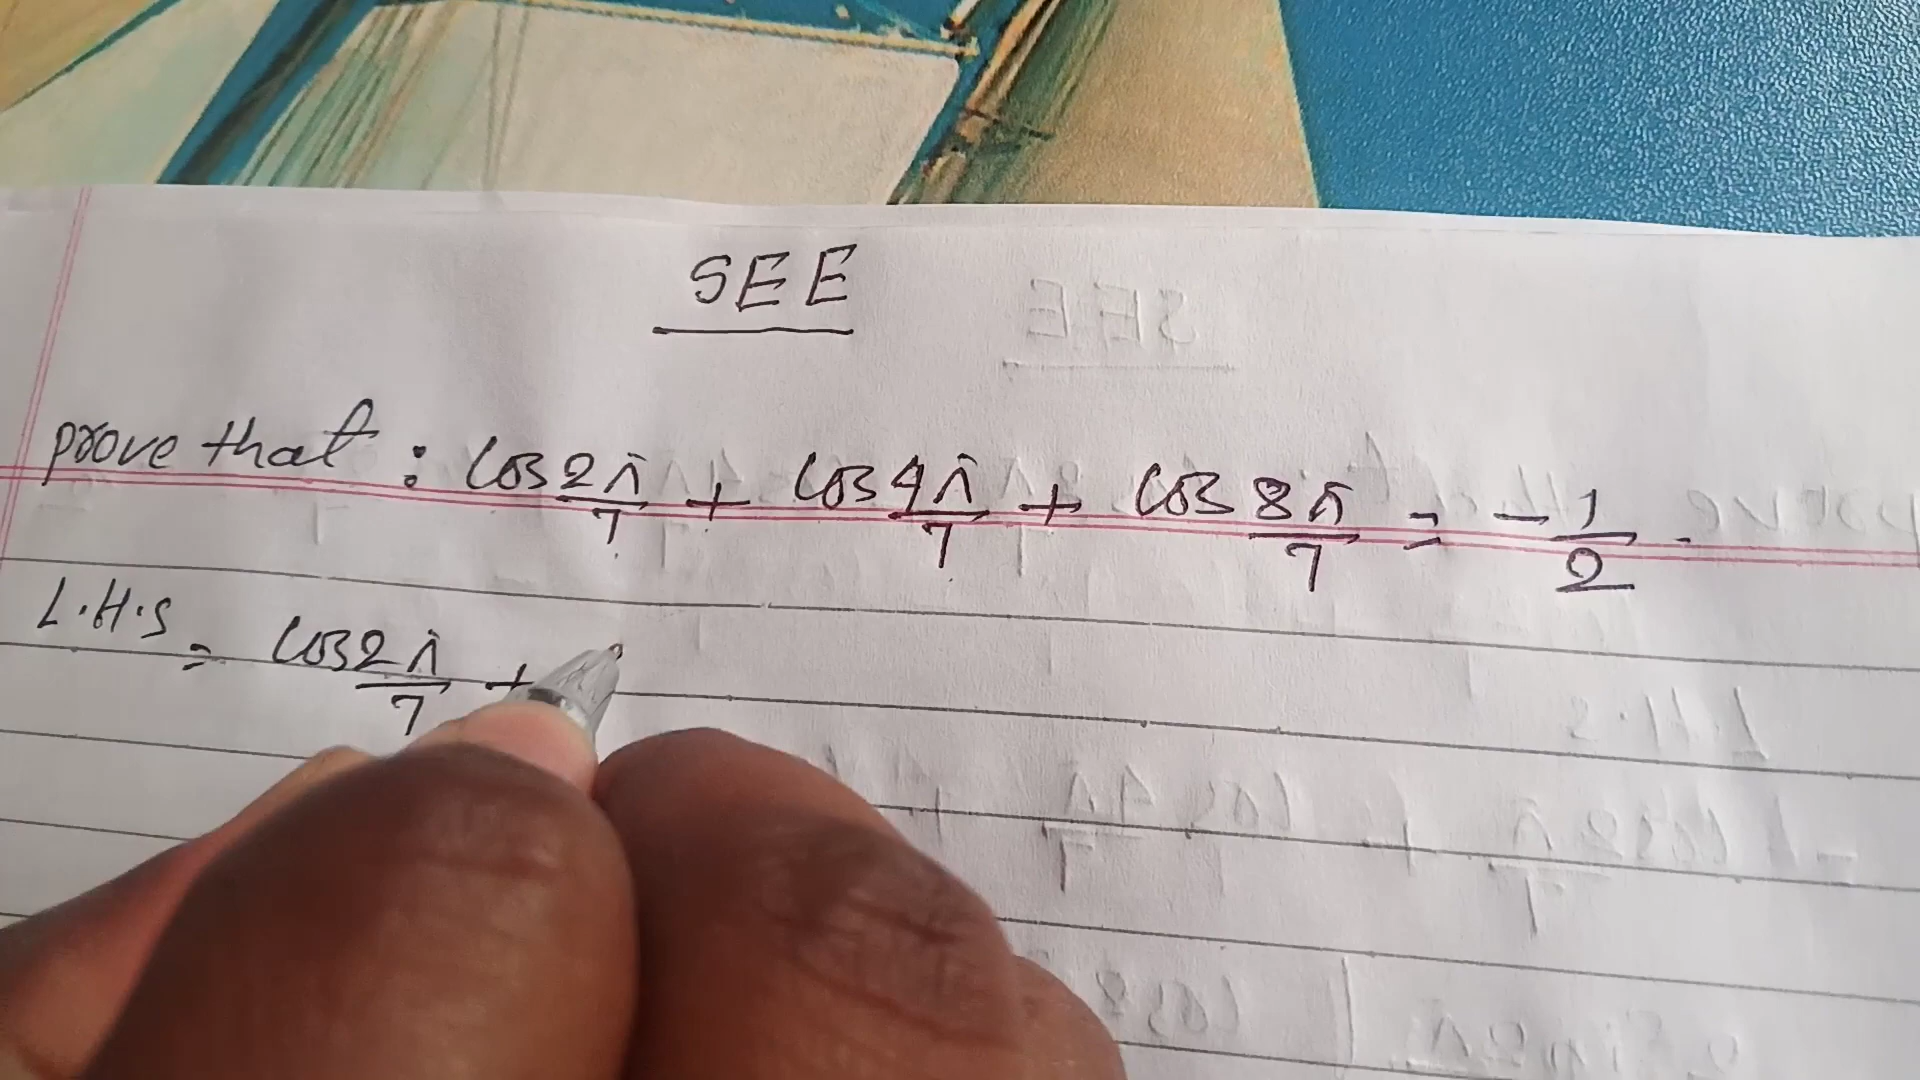 SEE
prove that : Cos 2π/7 + Cos 4π/7 + Cos 8π/7 = -1/2 .
L.H.S = Cos 2π/7 +